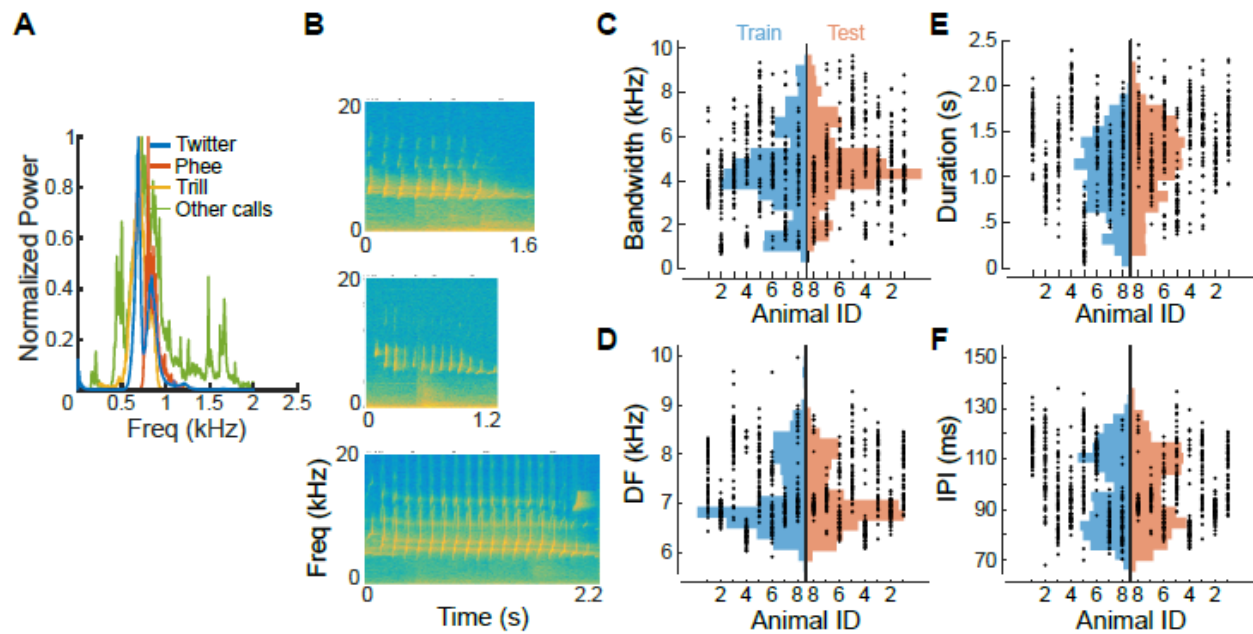 A
Normalized Power
1
0.8
0.6
0.4
0.2
Twitter
Phee
Trill
Other calls
0 0.5 1 1.5 2 2.5
Freq (kHz)
B
20
0
0 1.6
20
0
0 1.2
20
0
0 2.2
Freq (kHz)
Time (s)
C
Train Test
Bandwidth (kHz)
10
8
6
4
2
0
2 4 6 8 8 6 4 2
Animal ID
D
DF (kHz)
10
9
8
7
6
2 4 6 8 8 6 4 2
Animal ID
E
Duration (s)
2.5
2.0
1.5
1.0
.5
0
2 4 6 8 8 6 4 2
Animal ID
F
IPI (ms)
150
130
110
90
70
2 4 6 8 8 6 4 2
Animal ID